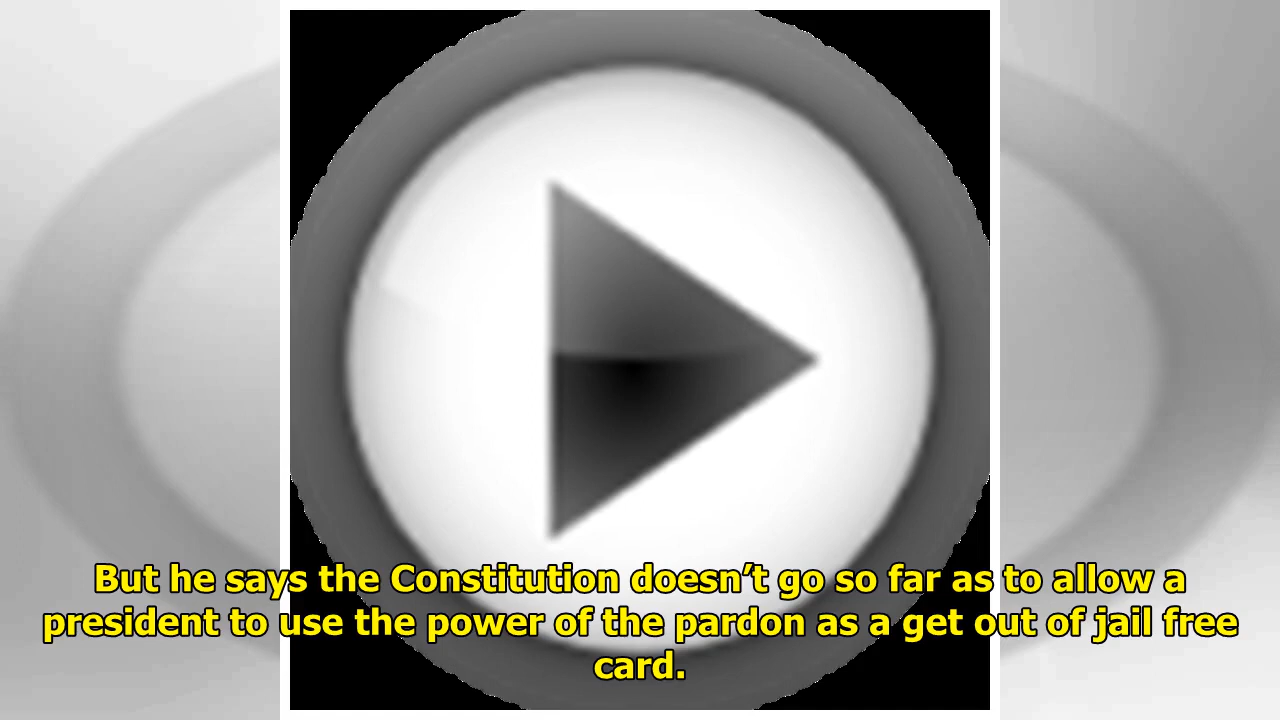 But he says the Constitution doesn’t go so far as to allow a
president to use the power of the pardon as a get out of jail free
card.